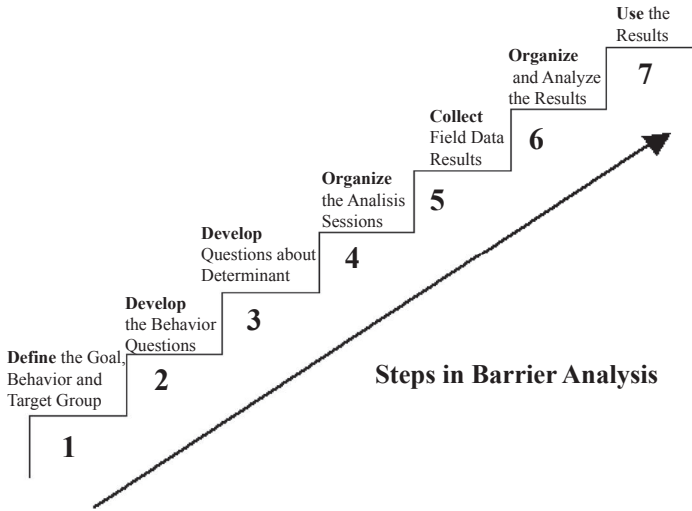 Define the Goal,
Behavior and
Target Group
1
Develop
the Behavior
Questions
2
Develop
Questions about
Determinant
3
Organize
the Analisis
Sessions
4
Collect
Field Data
Results
5
Organize
and Analyze
the Results
6
Use the
Results
7
Steps in Barrier Analysis